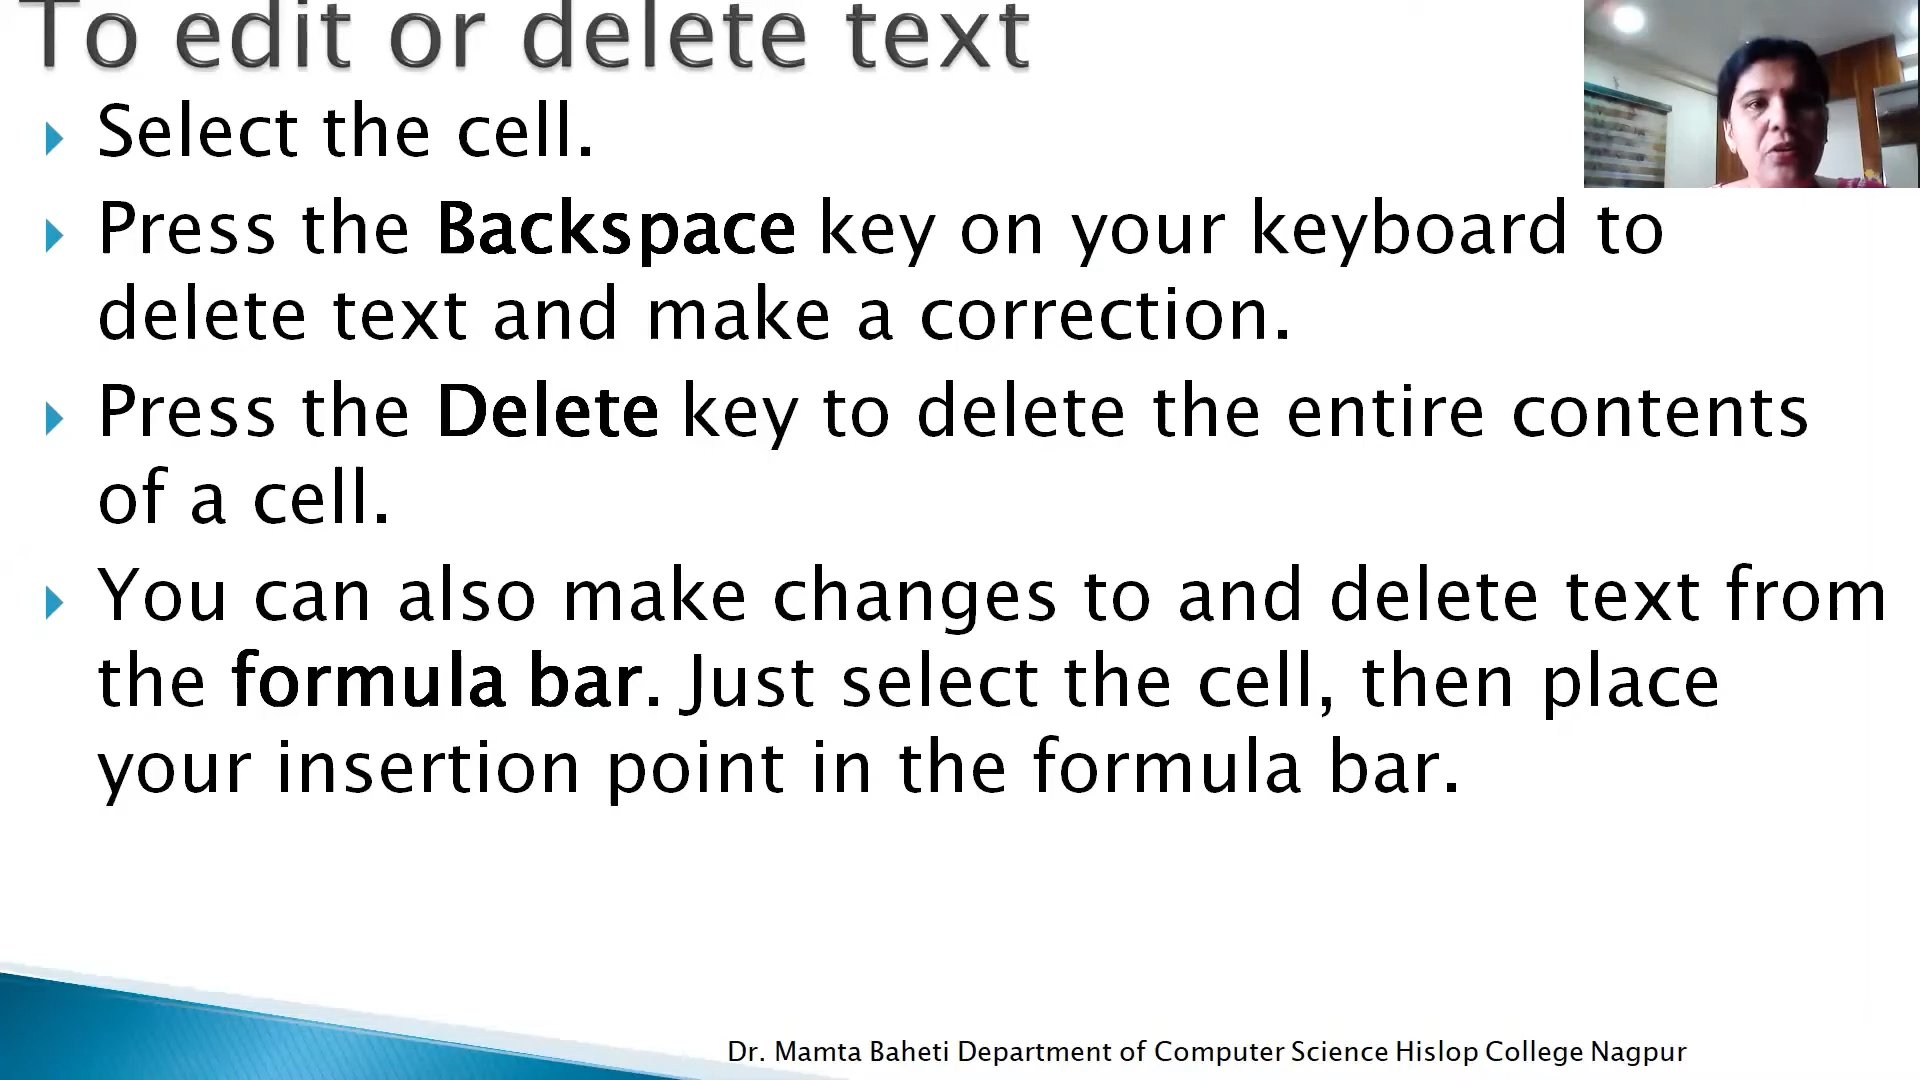 To edit or delete text
Select the cell.
Press the Backspace key on your keyboard to
delete text and make a correction.
Press the Delete key to delete the entire contents
of a cell.
You can also make changes to and delete text from
the formula bar. Just select the cell, then place
your insertion point in the formula bar.
Dr. Mamta Baheti Department of Computer Science Hislop College Nagpur